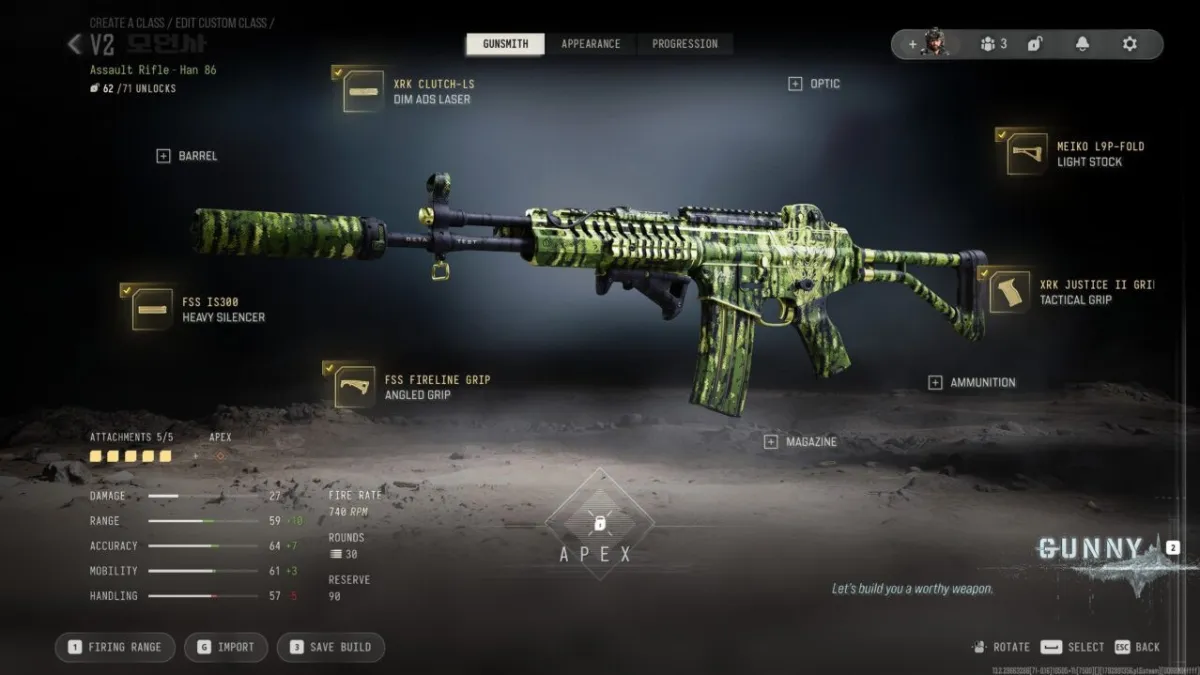 CREATE A CLASS / EDIT CUSTOM CLASS /
V2 모먼사
Assault Rifle - Han 86
62 /71 UNLOCKS
GUNSMITH
APPEARANCE
PROGRESSION
3
XRK CLUTCH-LS
DIM ADS LASER
OPTIC
BARREL
MEIKO L9P-FOLD
LIGHT STOCK
BETA TEST
FSS IS300
HEAVY SILENCER
XRK JUSTICE II GRI
TACTICAL GRIP
FSS FIRELINE GRIP
ANGLED GRIP
AMMUNITION
MAGAZINE
ATTACHMENTS 5/5
APEX
DAMAGE 27
RANGE 59 +10
ACCURACY 64 +7
MOBILITY 61 +3
HANDLING 57 -5
FIRE RATE
740 RPM
ROUNDS
30
RESERVE
90
APEX
GUNNY 2
Let's build you a worthy weapon.
1 FIRING RANGE
G IMPORT
3 SAVE BUILD
ROTATE
SELECT
ESC BACK